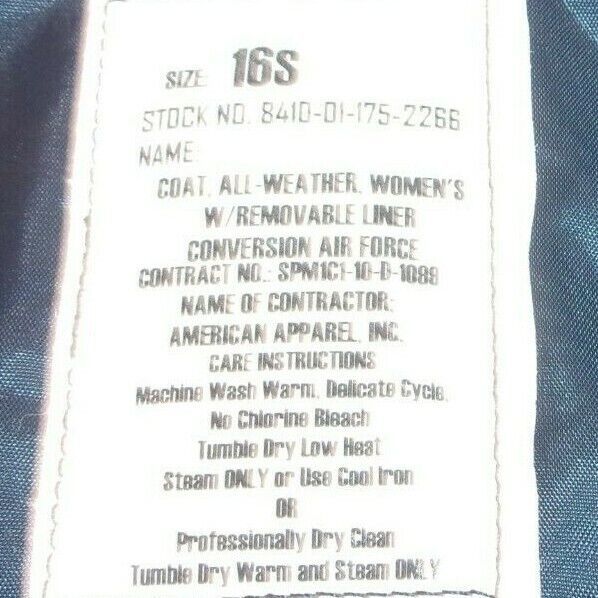 SIZE 16S
STOCK NO. 8410-01-175-2266
NAME
COAT, ALL-WEATHER, WOMEN'S
W/REMOVABLE LINER
CONVERSION AIR FORCE
CONTRACT NO.: SPM1C1-10-D-1089
NAME OF CONTRACTOR:
AMERICAN APPAREL, INC.
CARE INSTRUCTIONS
Machine Wash Warm, Delicate Cycle,
No Chlorine Bleach
Tumble Dry Low Heat
Steam ONLY or Use Cool Iron
OR
Professionally Dry Clean
Tumble Dry Warm and Steam ONLY